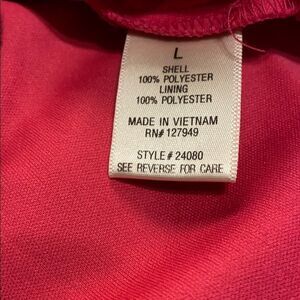 L
SHELL
100% POLYESTER
LINING
100% POLYESTER
MADE IN VIETNAM
RN# 127949
STYLE # 24080
SEE REVERSE FOR CARE